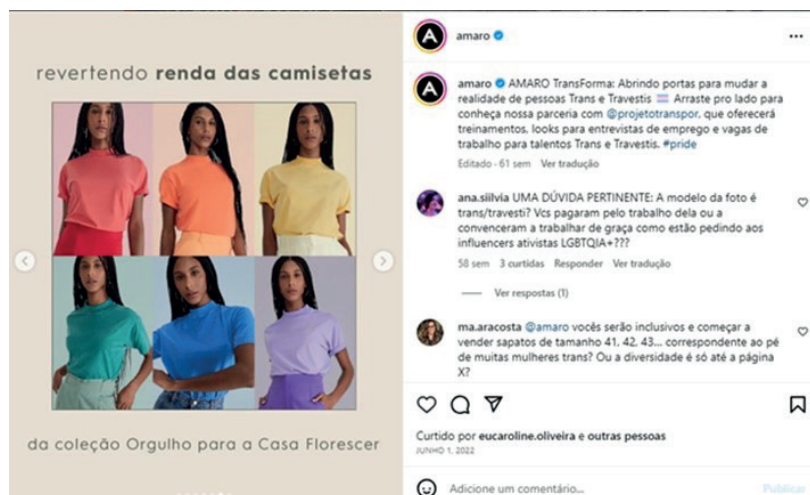 revertendo renda das camisetas
da coleção Orgulho para a Casa Florescer
amaro
amaro AMARO TransForma: Abrindo portas para mudar a
realidade de pessoas Trans e Travestis Arraste pro lado para
conheça nossa parceria com @projetotranspor, que oferecerá
treinamentos, looks para entrevistas de emprego e vagas de
trabalho para talentos Trans e Travestis. #pride
Editado · 61 sem Ver tradução
ana.siilvia UMA DÚVIDA PERTINENTE: A modelo da foto é
trans/travesti? Vcs pagaram pelo trabalho dela ou a
convenceram a trabalhar de graça como estão pedindo aos
influencers ativistas LGBTQIA+???
58 sem 3 curtidas Responder Ver tradução
Ver respostas (1)
ma.aracosta @amaro vocês serão inclusivos e começar a
vender sapatos de tamanho 41, 42, 43... correspondente ao pé
de muitas mulheres trans? Ou a diversidade é só até a página
X?
Curtido por eucaroline.oliveira e outras pessoas
JUNHO 1, 2022
Adicione um comentário... Publicar